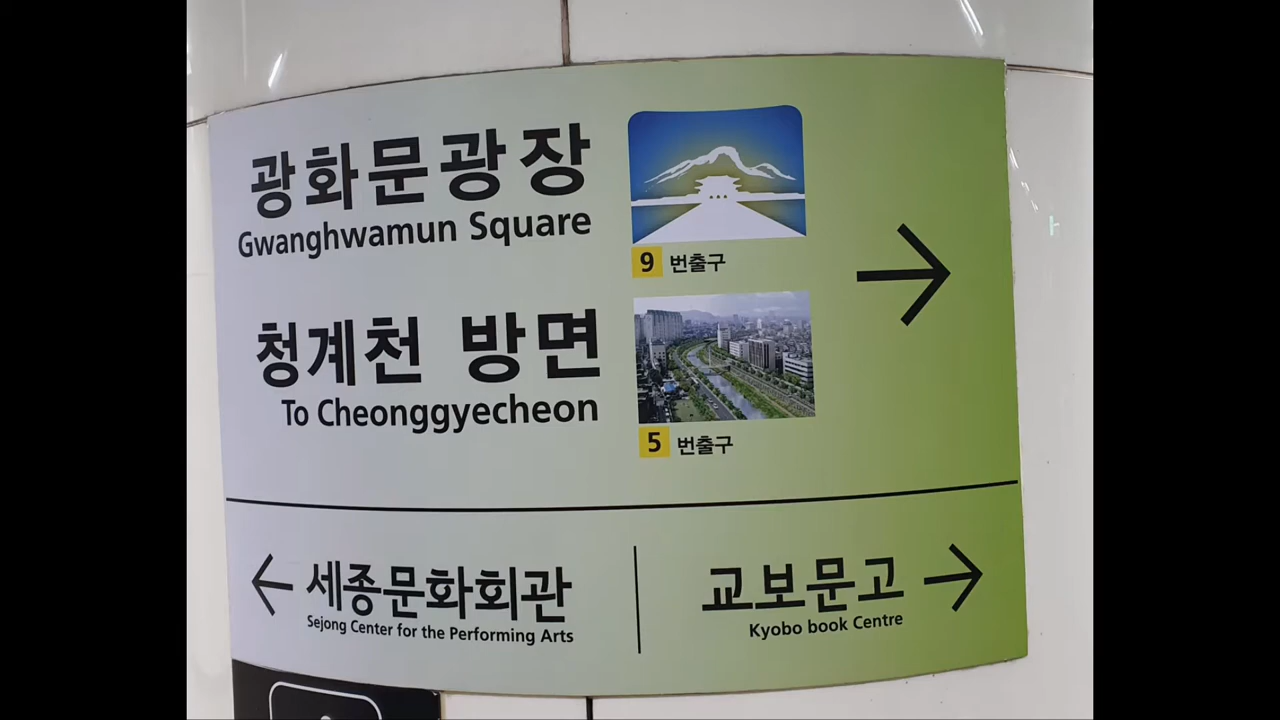 광화문광장
Gwanghwamun Square
9 번출구
청계천 방면
To Cheonggyecheon
5 번출구
세종문화회관
Sejong Center for the Performing Arts
교보문고
Kyobo book Centre